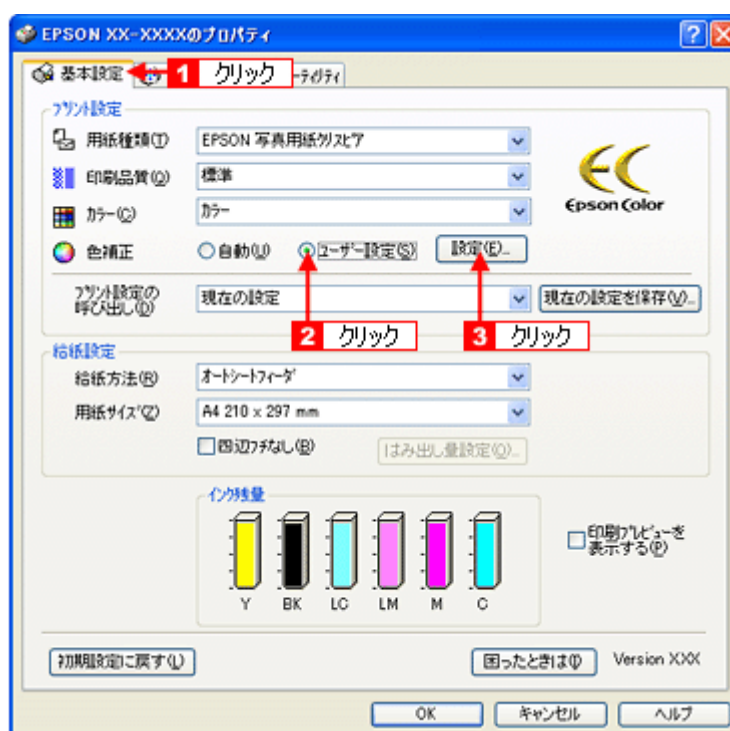 EPSON XX-XXXXのプロパティ
基本設定 1 クリック ーティリティ
プリント設定
用紙種類(T) EPSON 写真用紙クリスピア
印刷品質(Q) 標準
カラー(C) カラー
Epson Color
色補正 自動(U) ユーザー設定(S) 設定(E)...
プリント設定の呼び出し(D) 現在の設定 現在の設定を保存(V)...
2 クリック 3 クリック
給紙設定
給紙方法(R) オートシートフィーダ
用紙サイズ(Z) A4 210 x 297 mm
四辺フチなし(B) はみ出し量設定(O)...
インク残量
Y BK LC LM M C
印刷プレビューを
表示する(P)
初期設定に戻す(L) 困ったときは(I) Version X.XX
OK キャンセル ヘルプ